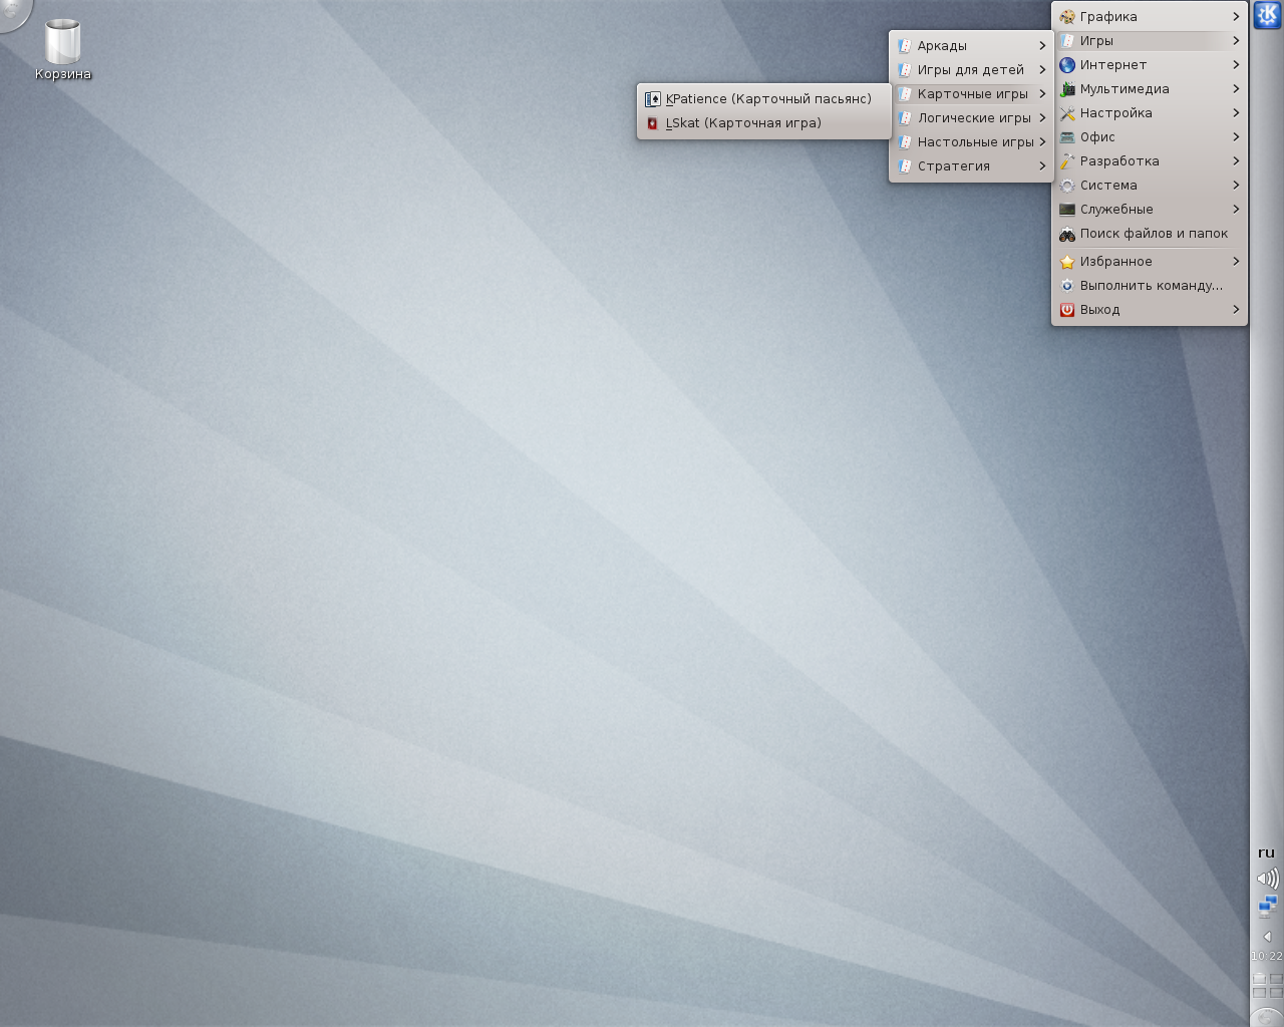 Корзина
KPatience (Карточный пасьянс)
LSkat (Карточная игра)
Аркады
Игры для детей
Карточные игры
Логические игры
Настольные игры
Стратегия
Графика
Игры
Интернет
Мультимедиа
Настройка
Офис
Разработка
Система
Служебные
Поиск файлов и папок
Избранное
Выполнить команду...
Выход
ru
10:22